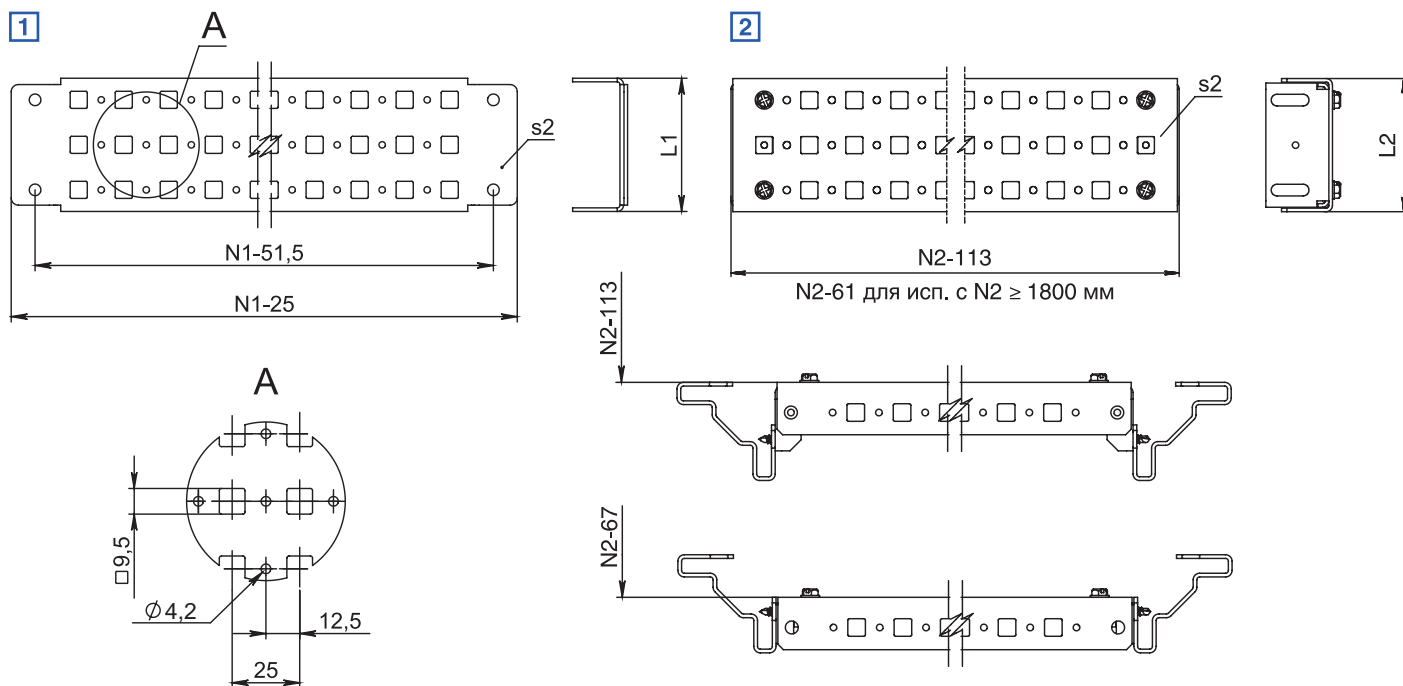 1
A
s2
N1-51,5
N1-25
L1
2
s2
L2
N2-113
N2-61 для исп. с N2 ≥ 1800 мм
N2-113
N2-67
A
□9,5
∅4,2
12,5
25